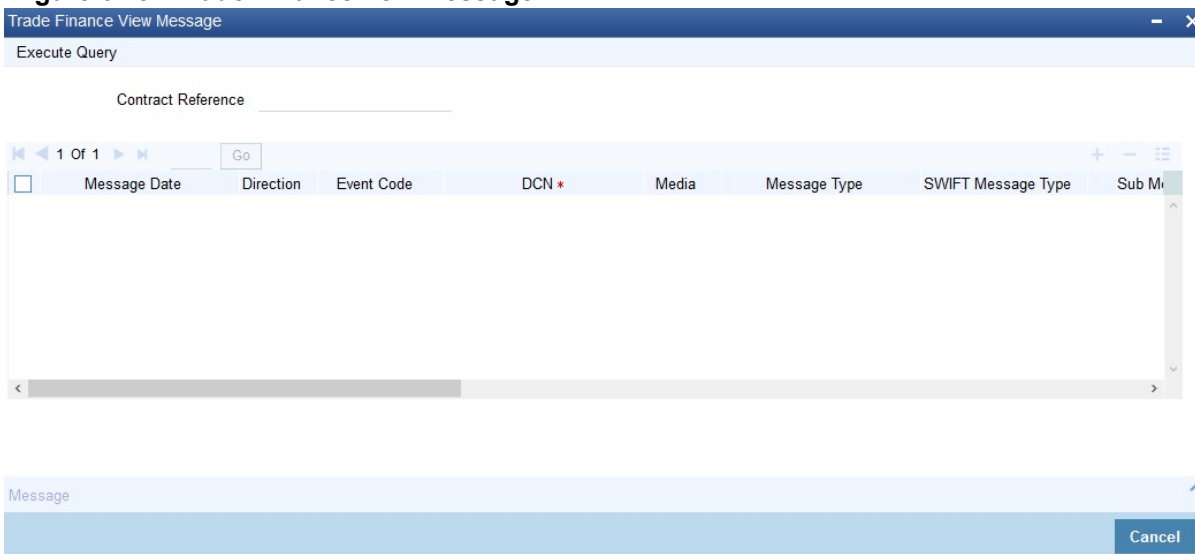 Trade Finance View Message
Execute Query
Contract Reference
1 Of 1 Go
Message Date Direction Event Code DCN * Media Message Type SWIFT Message Type Sub
Message
Cancel